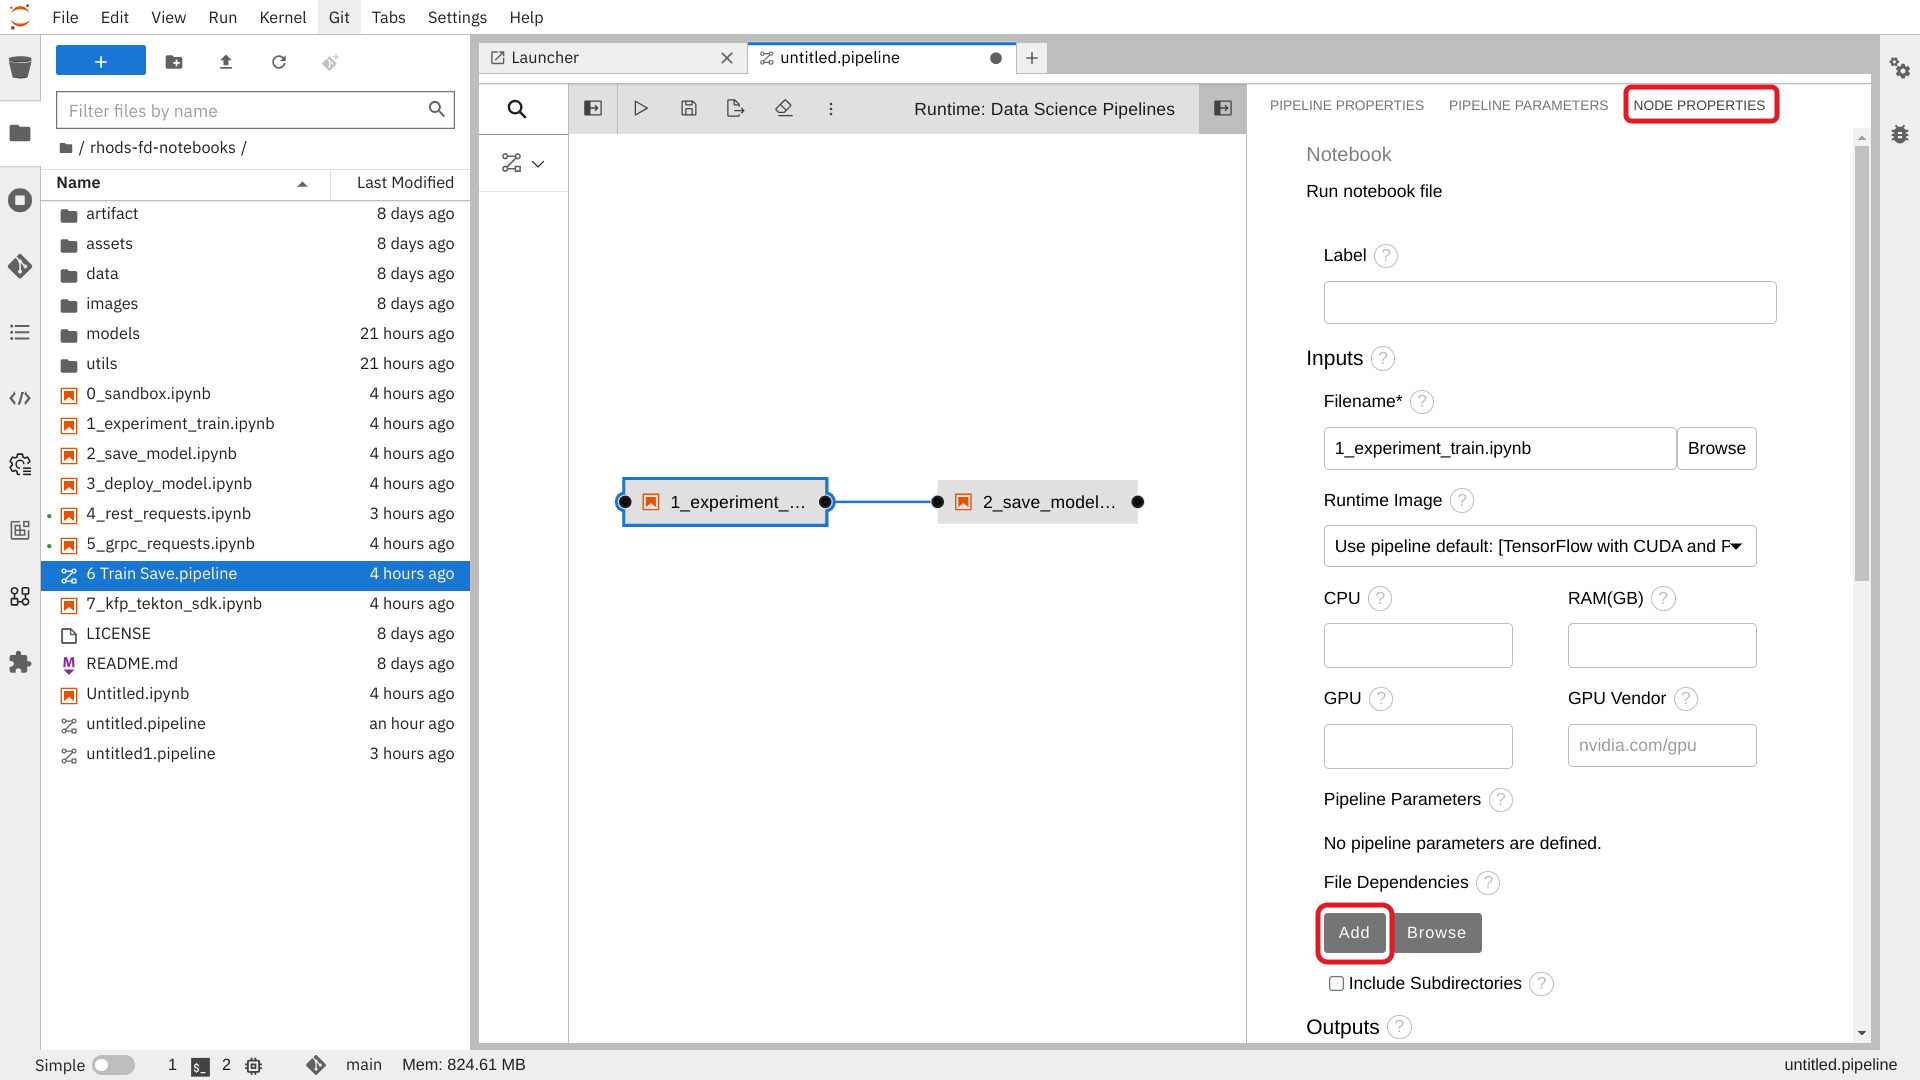 File Edit View Run Kernel Git Tabs Settings Help
+
Filter files by name
/ rhods-fd-notebooks /
Name Last Modified
artifact 8 days ago
assets 8 days ago
data 8 days ago
images 8 days ago
models 21 hours ago
utils 21 hours ago
0_sandbox.ipynb 4 hours ago
1_experiment_train.ipynb 4 hours ago
2_save_model.ipynb 4 hours ago
3_deploy_model.ipynb 4 hours ago
4_rest_requests.ipynb 3 hours ago
5_grpc_requests.ipynb 4 hours ago
6 Train Save.pipeline 4 hours ago
7_kfp_tekton_sdk.ipynb 4 hours ago
LICENSE 8 days ago
README.md 8 days ago
Untitled.ipynb 4 hours ago
untitled.pipeline an hour ago
untitled1.pipeline 3 hours ago
Launcher
untitled.pipeline
Runtime: Data Science Pipelines
1_experiment_...
2_save_model...
PIPELINE PROPERTIES PIPELINE PARAMETERS NODE PROPERTIES
Notebook
Run notebook file
Label ?
Inputs ?
Filename* ?
1_experiment_train.ipynb Browse
Runtime Image ?
Use pipeline default: [TensorFlow with CUDA and P
CPU ? RAM(GB) ?
GPU ? GPU Vendor ?
nvidia.com/gpu
Pipeline Parameters ?
No pipeline parameters are defined.
File Dependencies ?
Add Browse
Include Subdirectories ?
Outputs ?
Simple 1 $_ 2 main Mem: 824.61 MB untitled.pipeline